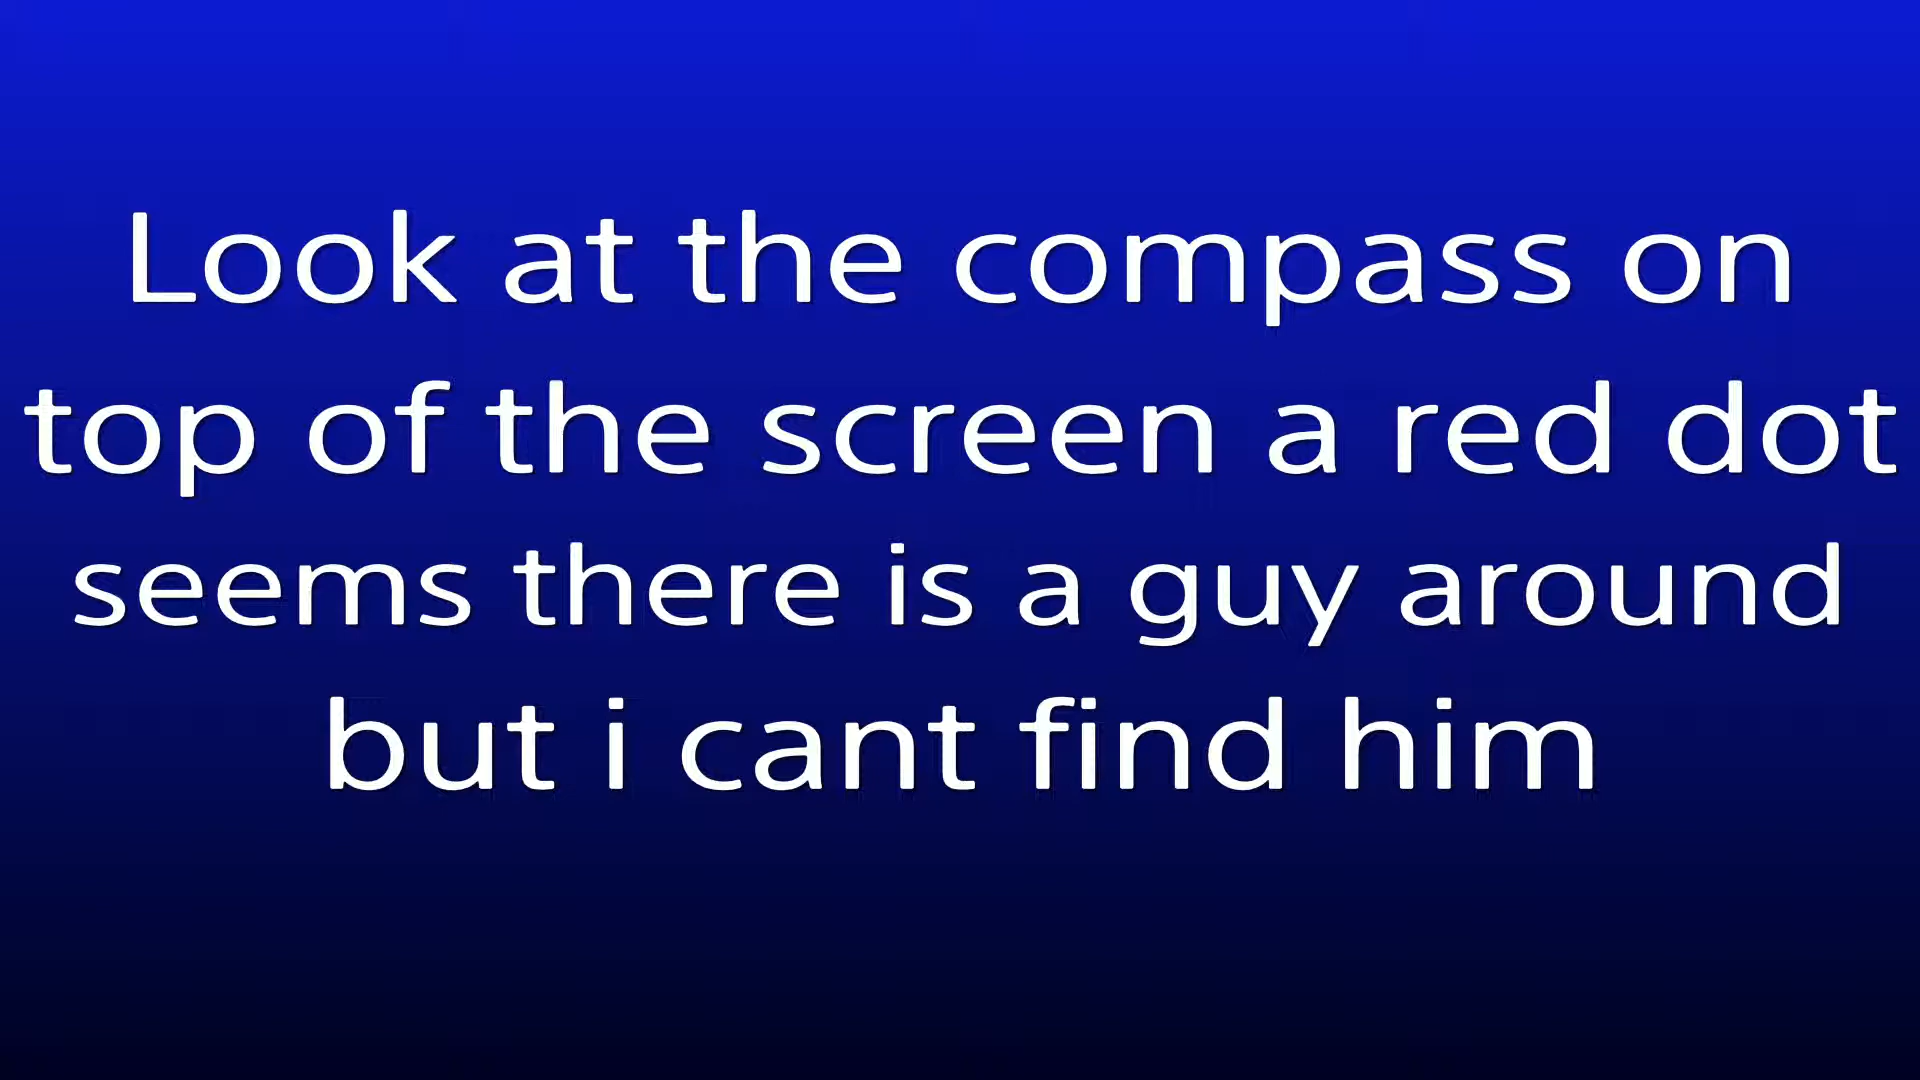 Look at the compass on
top of the screen a red dot
seems there is a guy around
but i cant find him